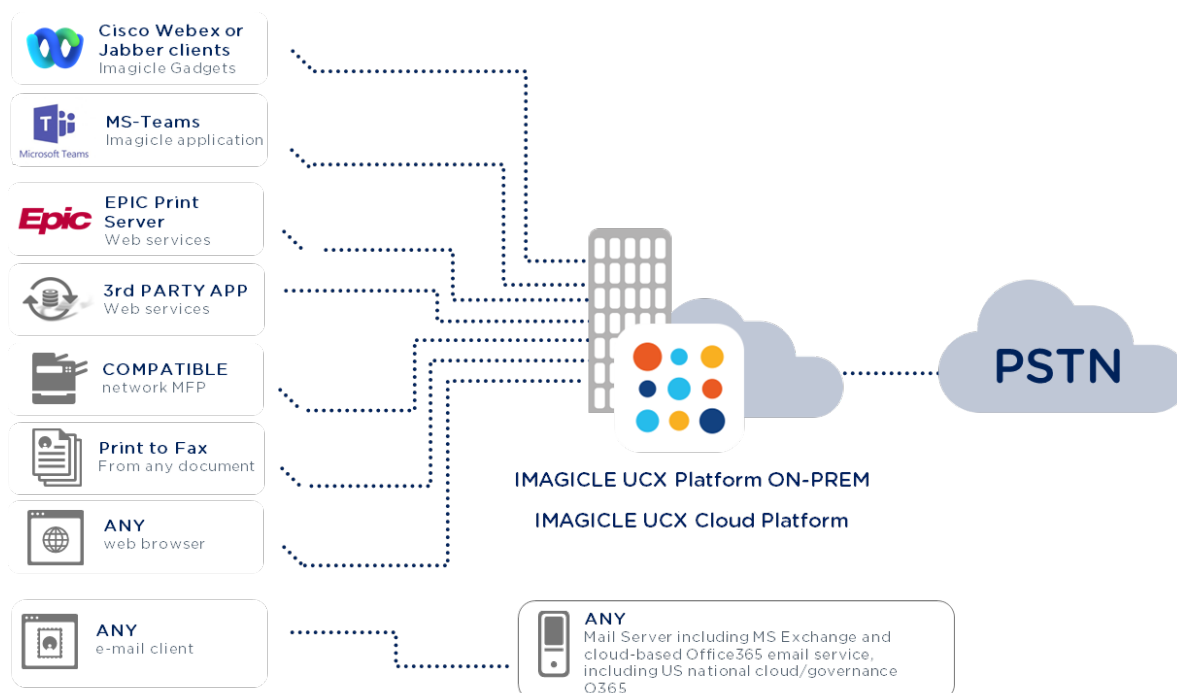 Cisco Webex or
Jabber clients
Imagicle Gadgets
MS-Teams
Imagicle application
Microsoft Teams
Epic
EPIC Print
Server
Web services
3rd PARTY APP
Web services
COMPATIBLE
network MFP
Print to Fax
From any document
ANY
web browser
ANY
e-mail client
PSTN
IMAGICLE UCX Platform ON-PREM
IMAGICLE UCX Cloud Platform
ANY
Mail Server including MS Exchange and
cloud-based Office365 email service,
including US national cloud/governance
O365